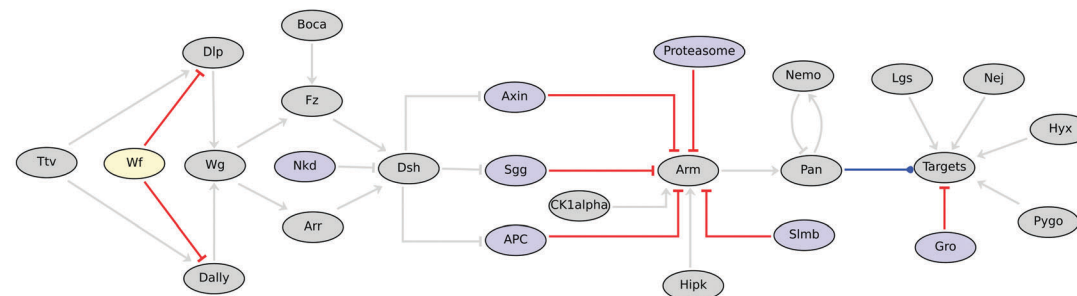 Boca
Dlp
Proteasome
Nemo
Lgs
Nej
Axin
Fz
Hyx
Ttv
Wf
Wg
Nkd
Dsh
Sgg
Arm
Pan
Targets
CK1alpha
Arr
Pygo
APC
Slmb
Gro
Dally
Hipk